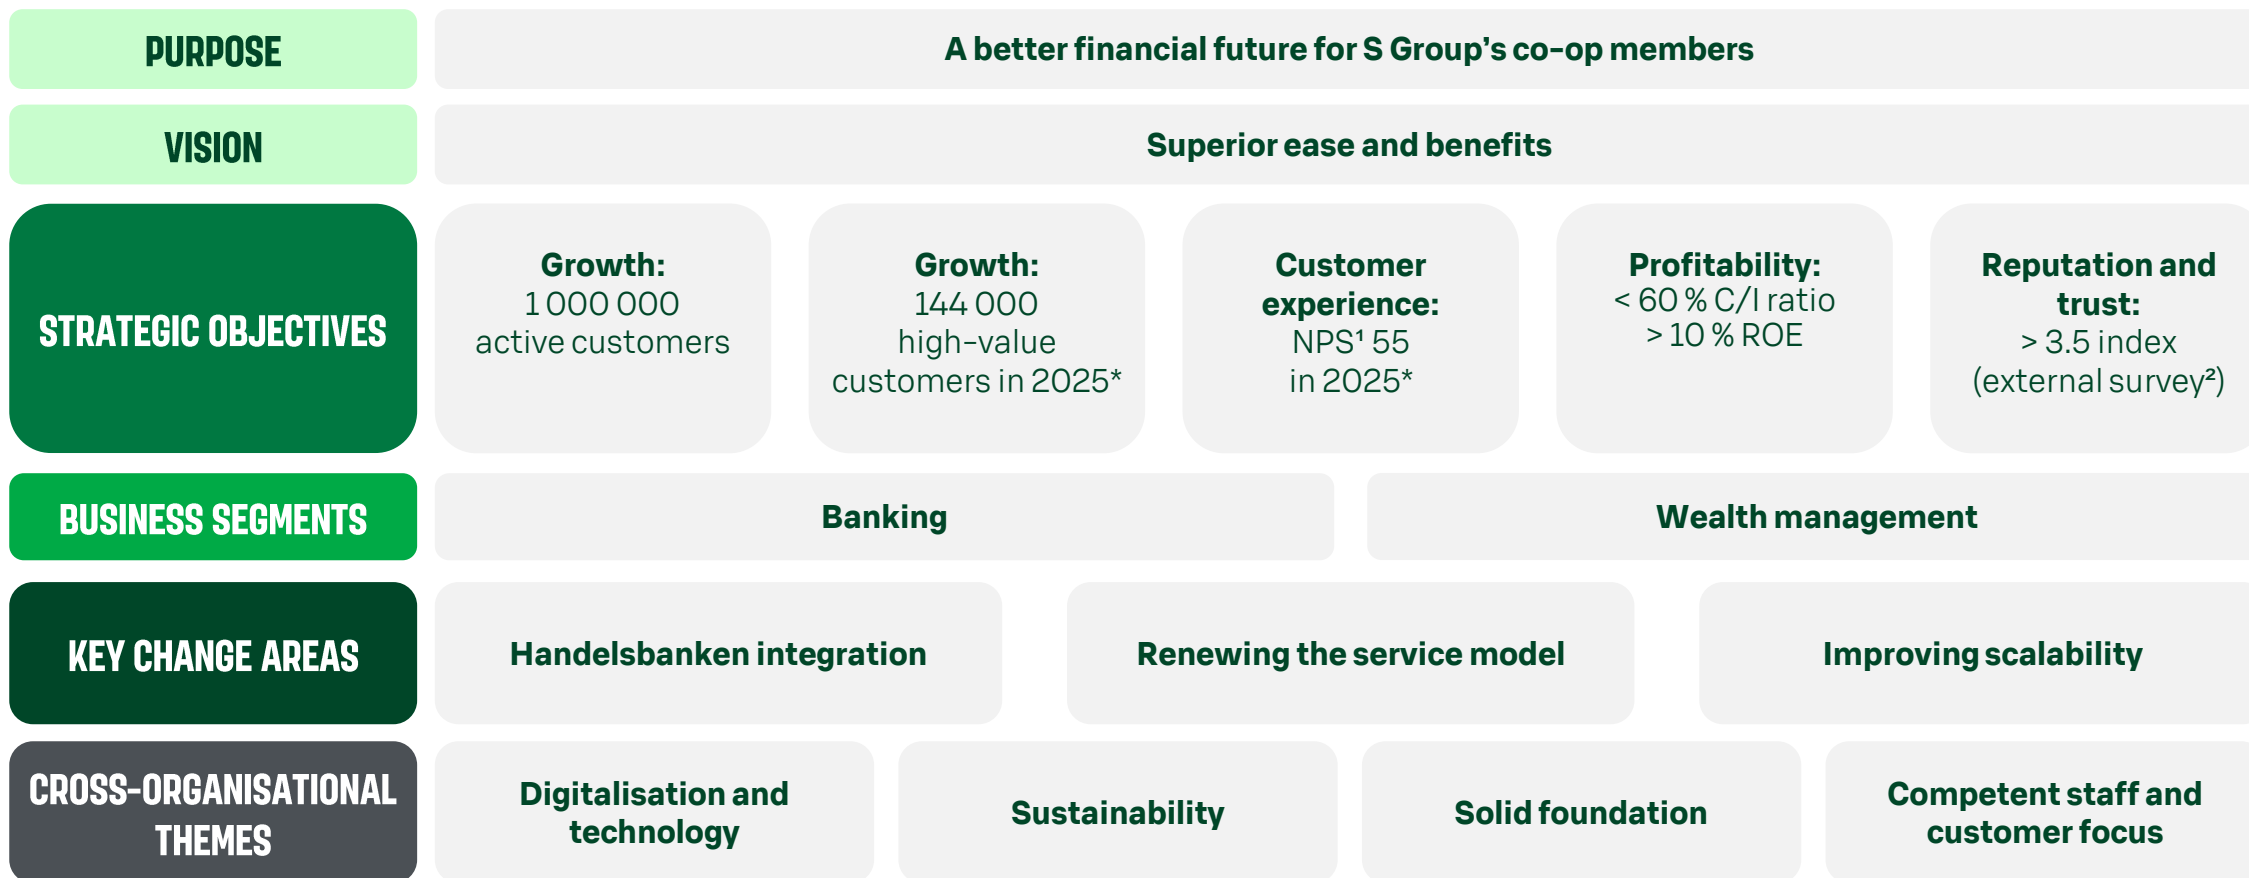 PURPOSE
A better financial future for S Group's co-op members
VISION
Superior ease and benefits
STRATEGIC OBJECTIVES
Growth:
1 000 000
active customers
Growth:
144 000
high-value
customers in 2025*
Customer
experience:
NPS¹ 55
in 2025*
Profitability:
< 60 % C/I ratio
> 10 % ROE
Reputation and
trust:
> 3.5 index
(external survey²)
BUSINESS SEGMENTS
Banking
Wealth management
KEY CHANGE AREAS
Handelsbanken integration
Renewing the service model
Improving scalability
CROSS-ORGANISATIONAL
THEMES
Digitalisation and
technology
Sustainability
Solid foundation
Competent staff and
customer focus